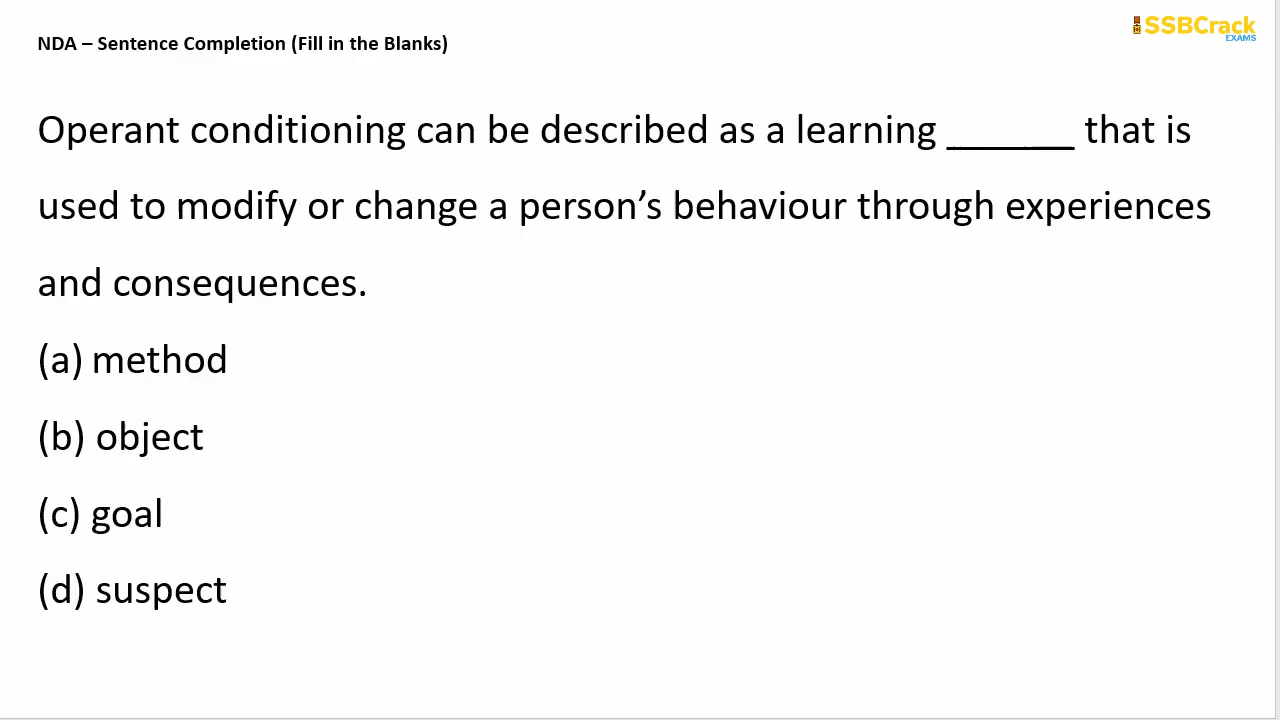 NDA – Sentence Completion (Fill in the Blanks)
SSBCrack
EXAMS
Operant conditioning can be described as a learning ______ that is
used to modify or change a person’s behaviour through experiences
and consequences.
(a) method
(b) object
(c) goal
(d) suspect